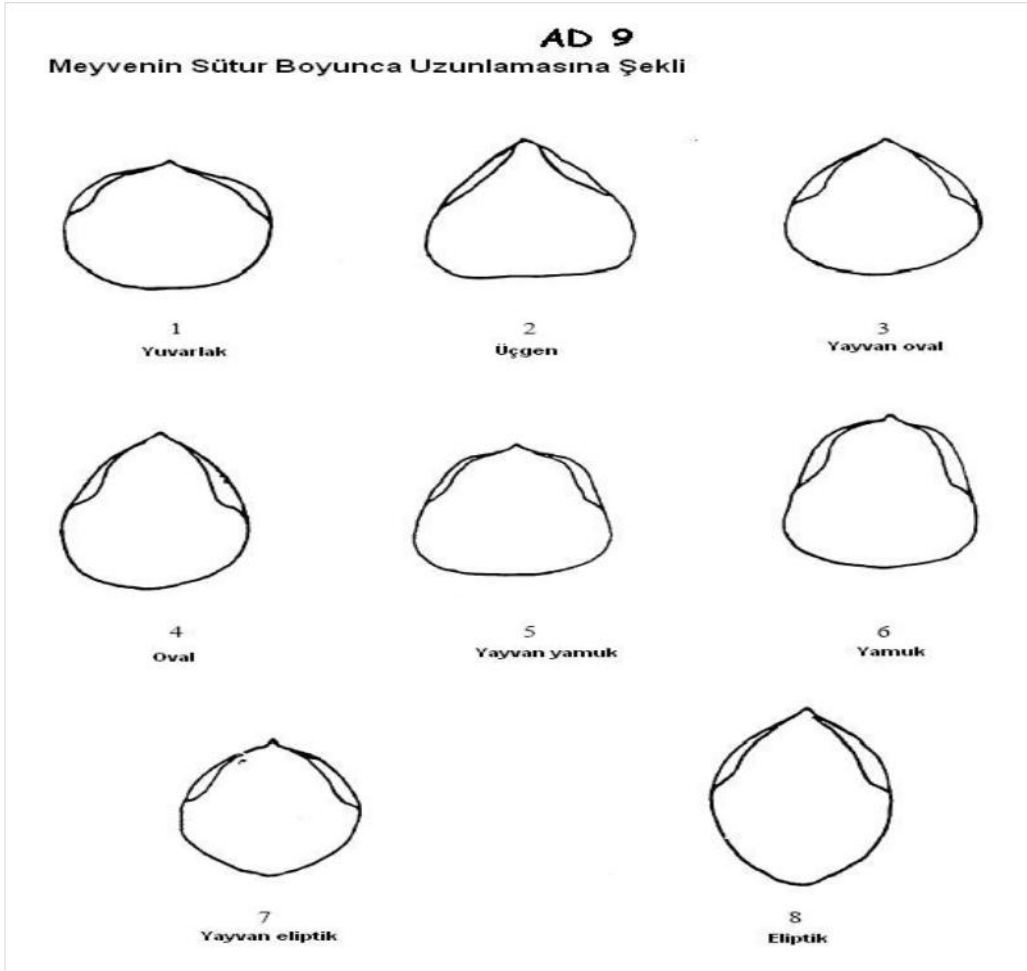 AD 9
Meyvenin Sütur Boyunca Uzunlamasına Şekli
1
Yuvarlak
2
Üçgen
3
Yayvan oval
4
Oval
5
Yayvan yamuk
6
Yamuk
7
Yayvan eliptik
8
Eliptik